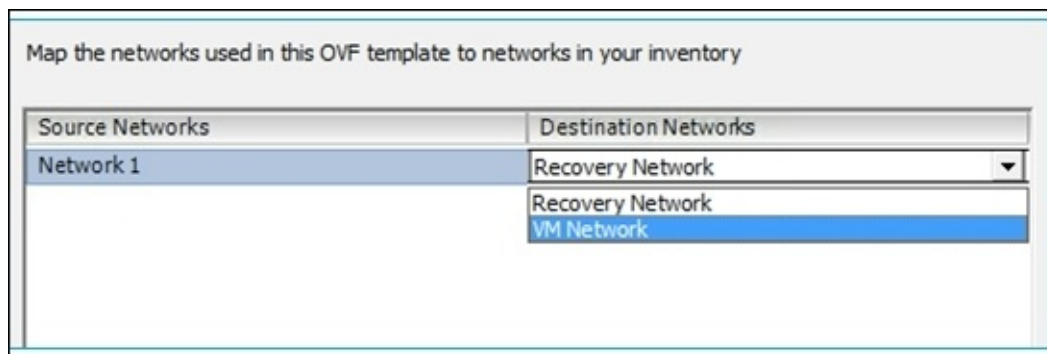 Map the networks used in this OVF template to networks in your inventory
Source Networks Destination Networks
Network 1 Recovery Network
Recovery Network
VM Network